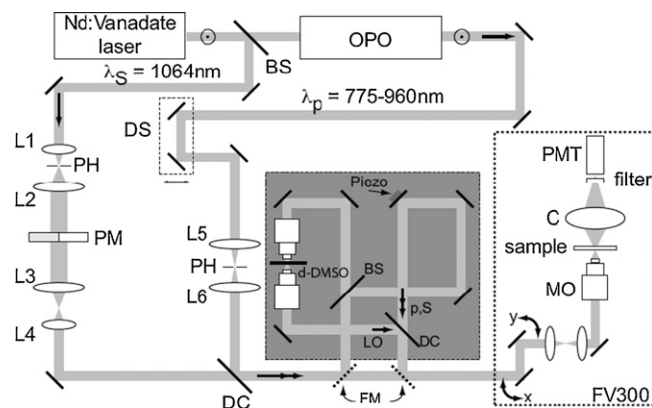 Nd:Vanadate
laser
OPO
BS
λS = 1064nm
λp = 775-960nm
DS
L1
PH
L2
PM
L3
L4
L5
PH
L6
DC
Piezo
d-DMSO
BS
p,S
LO
DC
FM
PMT
filter
C
sample
MO
y
x
FV300